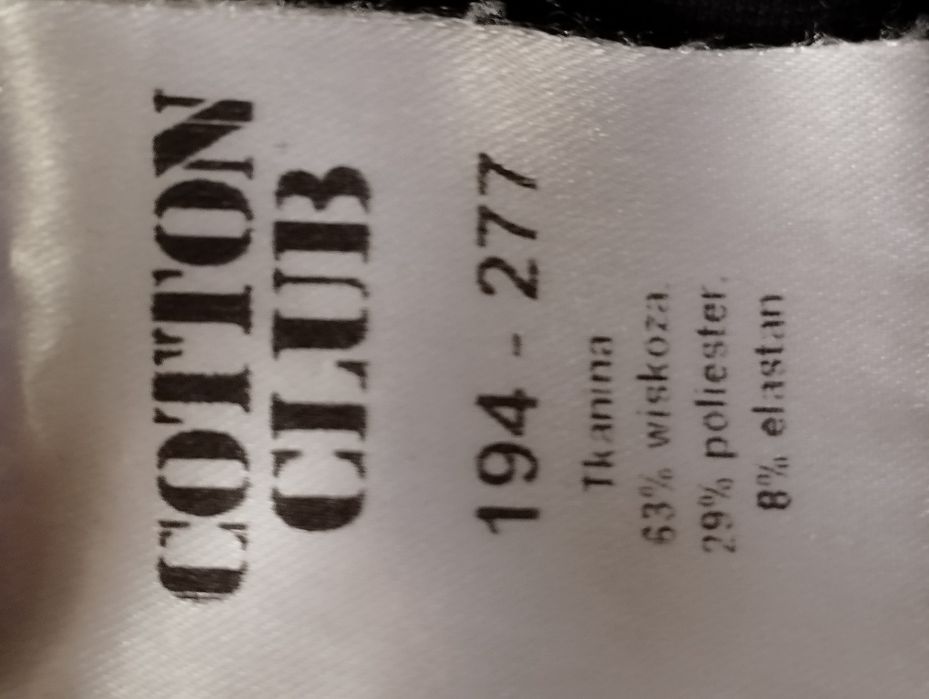 COTTON
CLUB
194 - 277
Tkanina
63% wiskoza.
29% poliester.
8% elastan